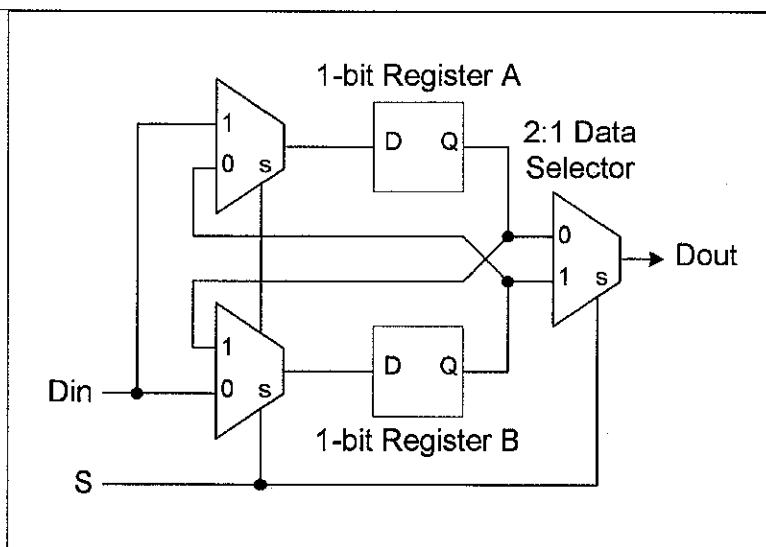 1-bit Register A
1
0
s
D Q
2:1 Data
Selector
0
1 s
Dout
1
0
s
D Q
Din
1-bit Register B
S